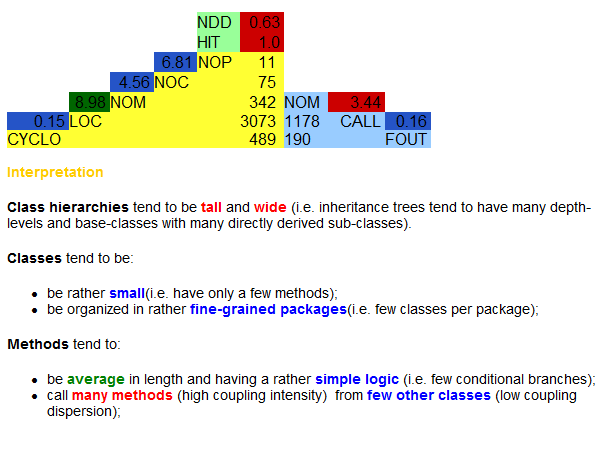 NDD 0.63
HIT 1.0
6.81 NOP 11
4.56 NOC 75
8.98 NOM 342 NOM 3.44
0.15 LOC 3073 1178 CALL 0.16
CYCLO 489 190 FOUT
Interpretation
Class hierarchies tend to be tall and wide (i.e. inheritance trees tend to have many depth-
levels and base-classes with many directly derived sub-classes).
Classes tend to be:
• be rather small(i.e. have only a few methods);
• be organized in rather fine-grained packages(i.e. few classes per package);
Methods tend to:
• be average in length and having a rather simple logic (i.e. few conditional branches);
• call many methods (high coupling intensity)  from few other classes (low coupling
dispersion);